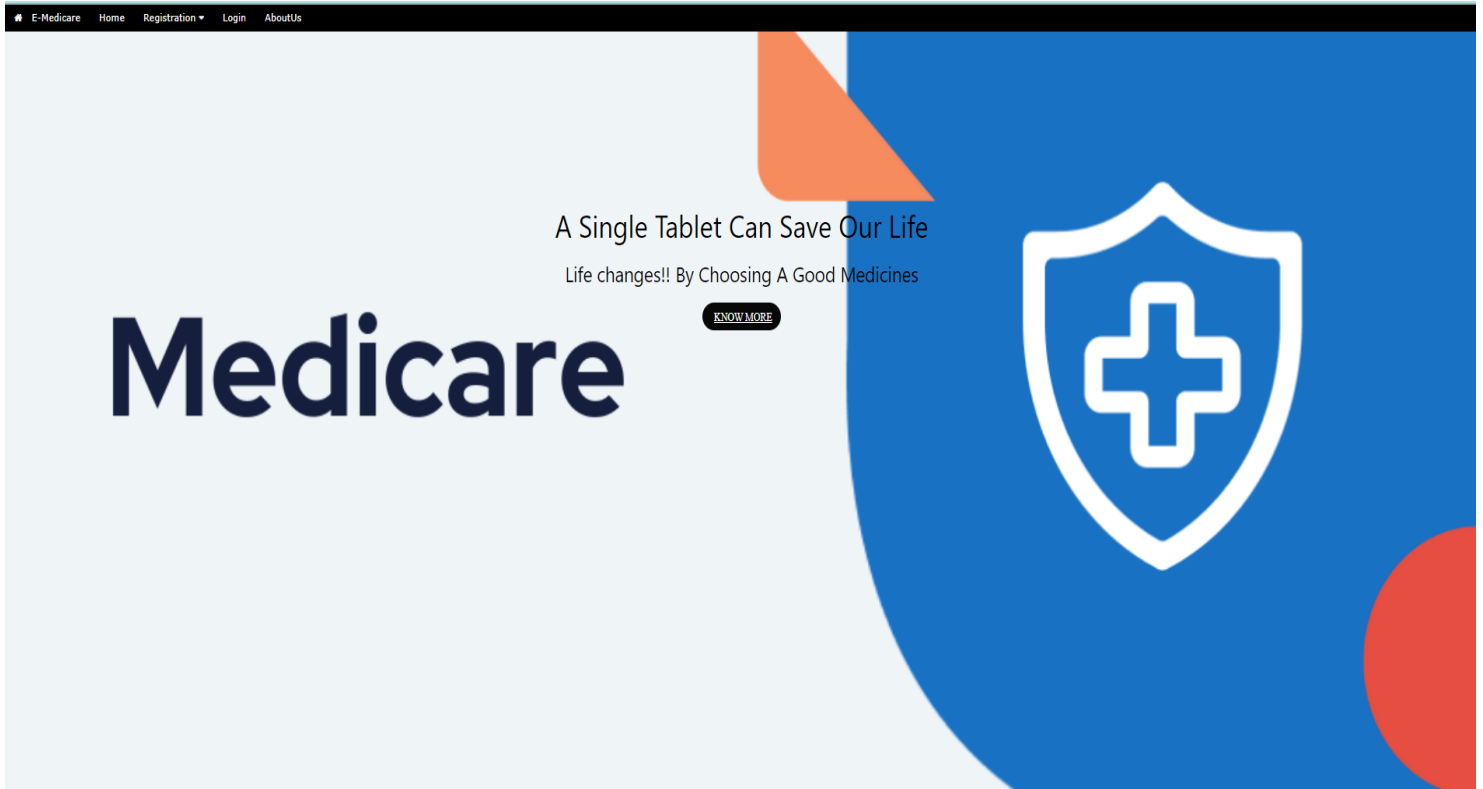 E-Medicare Home Registration Login AboutUs
A Single Tablet Can Save Our Life
Life changes!! By Choosing A Good Medicines
KNOW MORE
Medicare